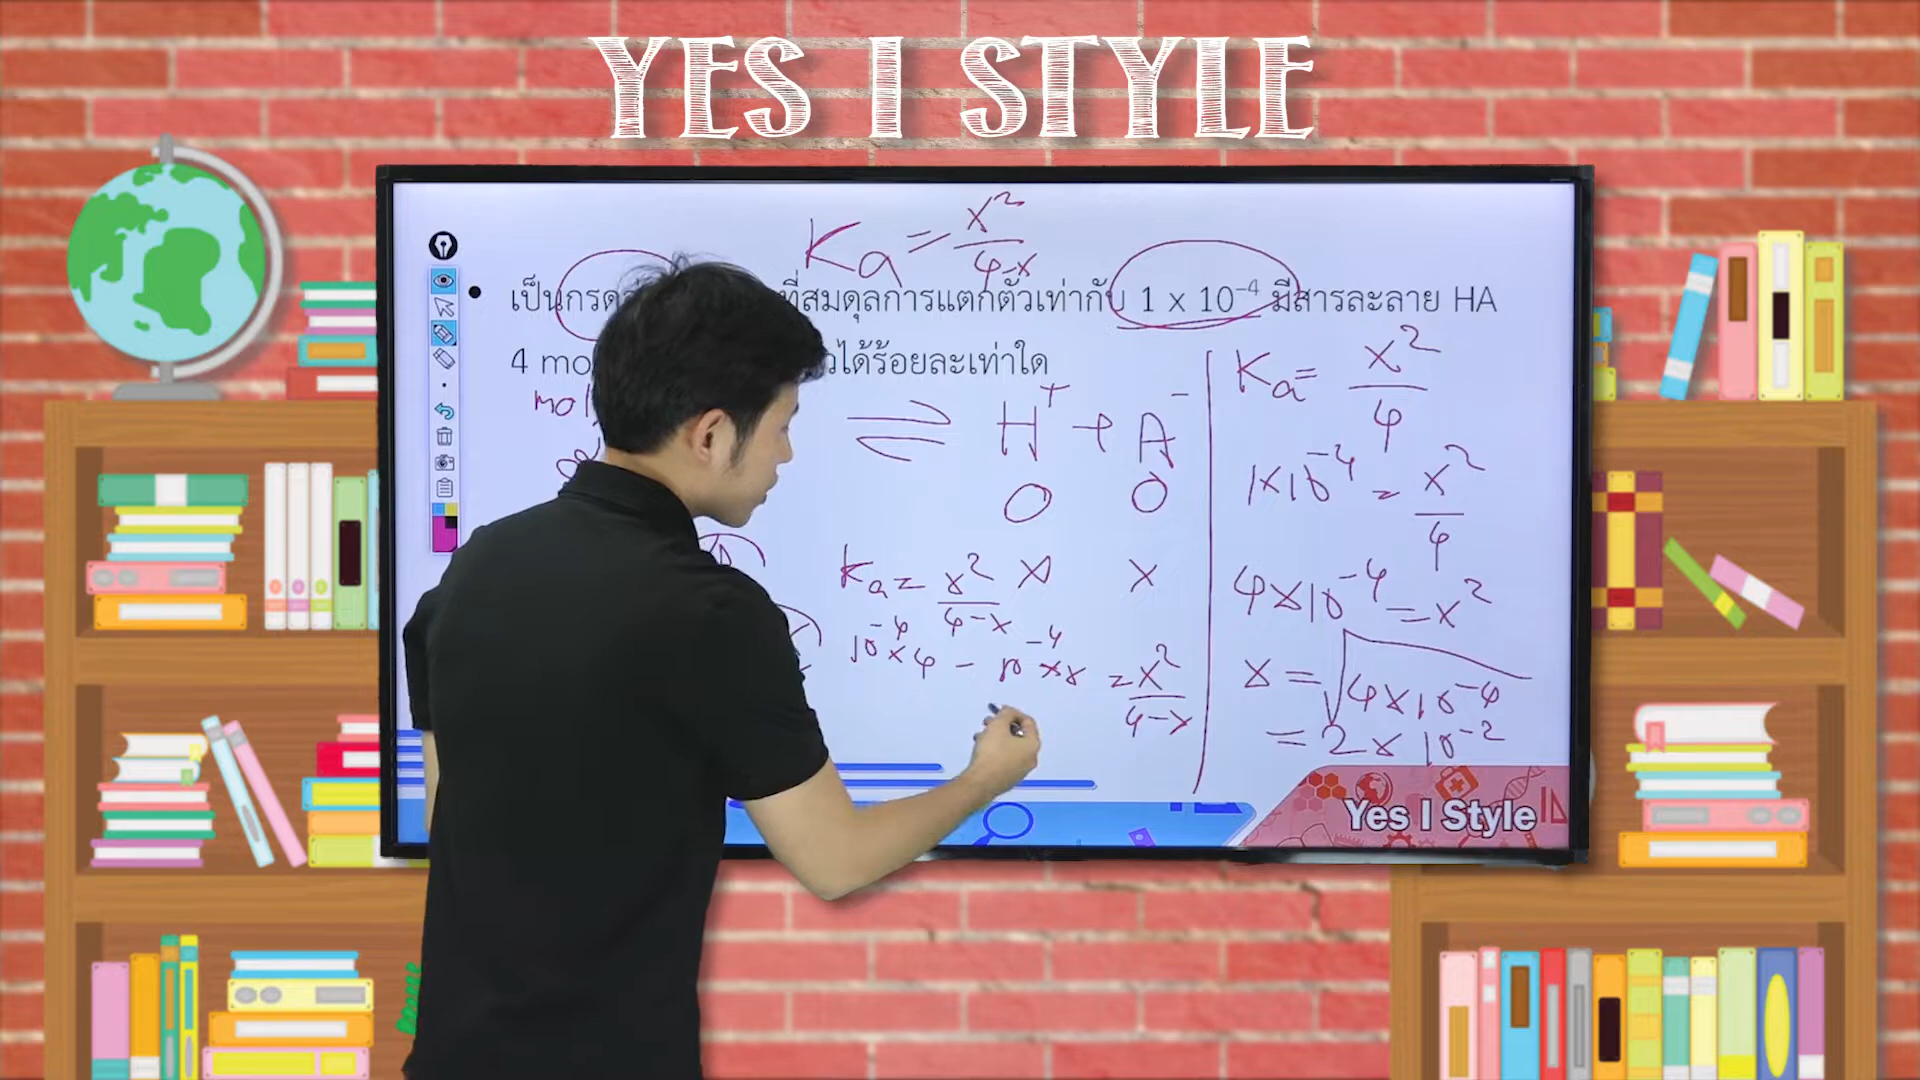 YES I STYLE
Ka = x²/4-x
เป็นกรด ที่สมดุลการแตกตัวเท่ากับ 1 x 10⁻⁴ มีสารละลาย HA
4 mo ได้ร้อยละเท่าใด
mol
⇌ H⁺ + A⁻
0 0
x x
Ka = x²/4-x
10⁻⁴ x 4 - 10⁻⁴ x x = x²/4-x
Ka = x²/4
1x10⁻⁴ = x²/4
4x10⁻⁴ = x²
x = √4x10⁻⁴
= 2x10⁻²
Yes I Style